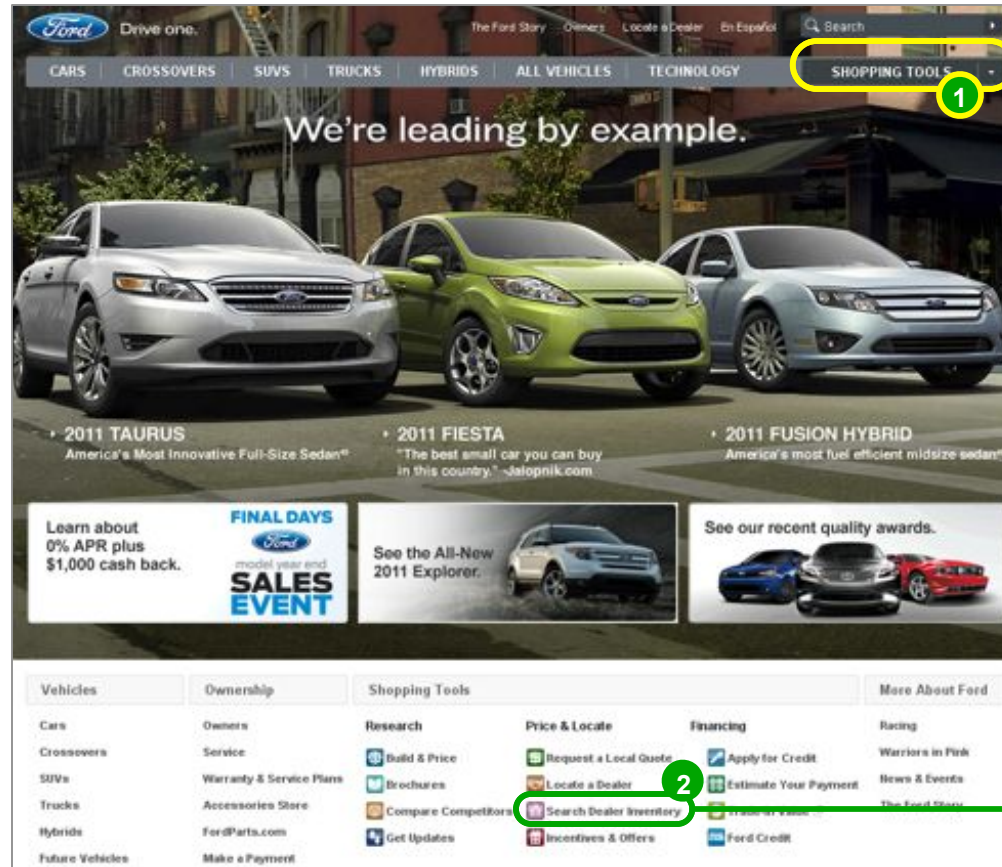 Ford Drive one.
The Ford Story Owners Locate a Dealer En Español Search
CARS CROSSOVERS SUVS TRUCKS HYBRIDS ALL VEHICLES TECHNOLOGY SHOPPING TOOLS
1
We're leading by example.
2011 TAURUS
America's Most Innovative Full-Size Sedan
2011 FIESTA
"The best small car you can buy
in this country." -Jalopnik.com
2011 FUSION HYBRID
America's most fuel efficient midsize sedan
Learn about
0% APR plus
$1,000 cash back.
FINAL DAYS
Ford
model year end
SALES
EVENT
See the All-New
2011 Explorer.
See our recent quality awards.
Vehicles
Cars
Crossovers
SUVs
Trucks
Hybrids
Future Vehicles
Ownership
Owners
Service
Warranty & Service Plans
Accessories Store
FordParts.com
Make a Payment
Shopping Tools
Research
Build & Price
Brochures
Compare Competitors
Get Updates
Price & Locate
Request a Local Quote
Locate a Dealer
2
Search Dealer Inventory
Incentives & Offers
Financing
Apply for Credit
Estimate Your Payment
Trade-In Value
Ford Credit
More About Ford
Racing
Warriors in Pink
News & Events
The Ford Story